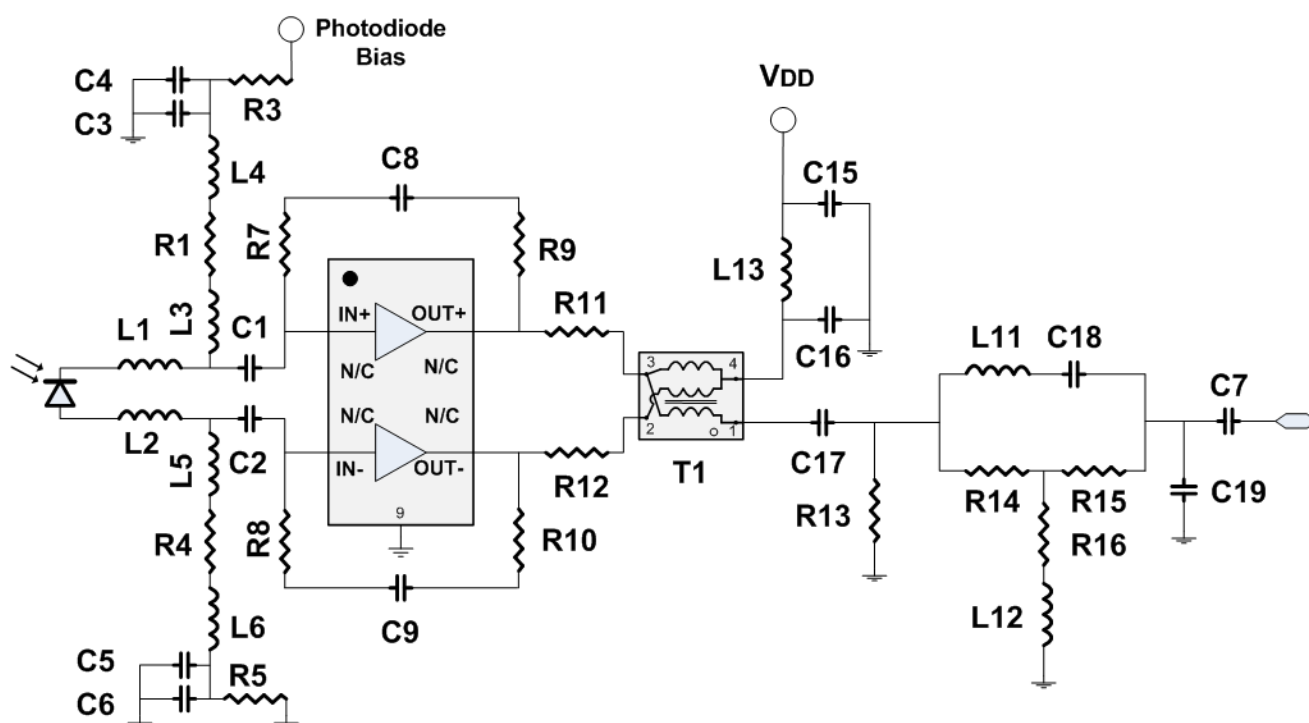 Photodiode
Bias
C4
C3
R3
VDD
L4
C8
C15
R1
R7
R9
L13
L3
C1
L1
IN+
OUT+
R11
C16
L11
C18
N/C
N/C
3
4
C7
N/C
N/C
2
1
L2
C2
L5
IN-
OUT-
R12
T1
C17
R14
R15
C19
R13
R4
R8
9
R10
R16
C9
L12
L6
C5
R5
C6